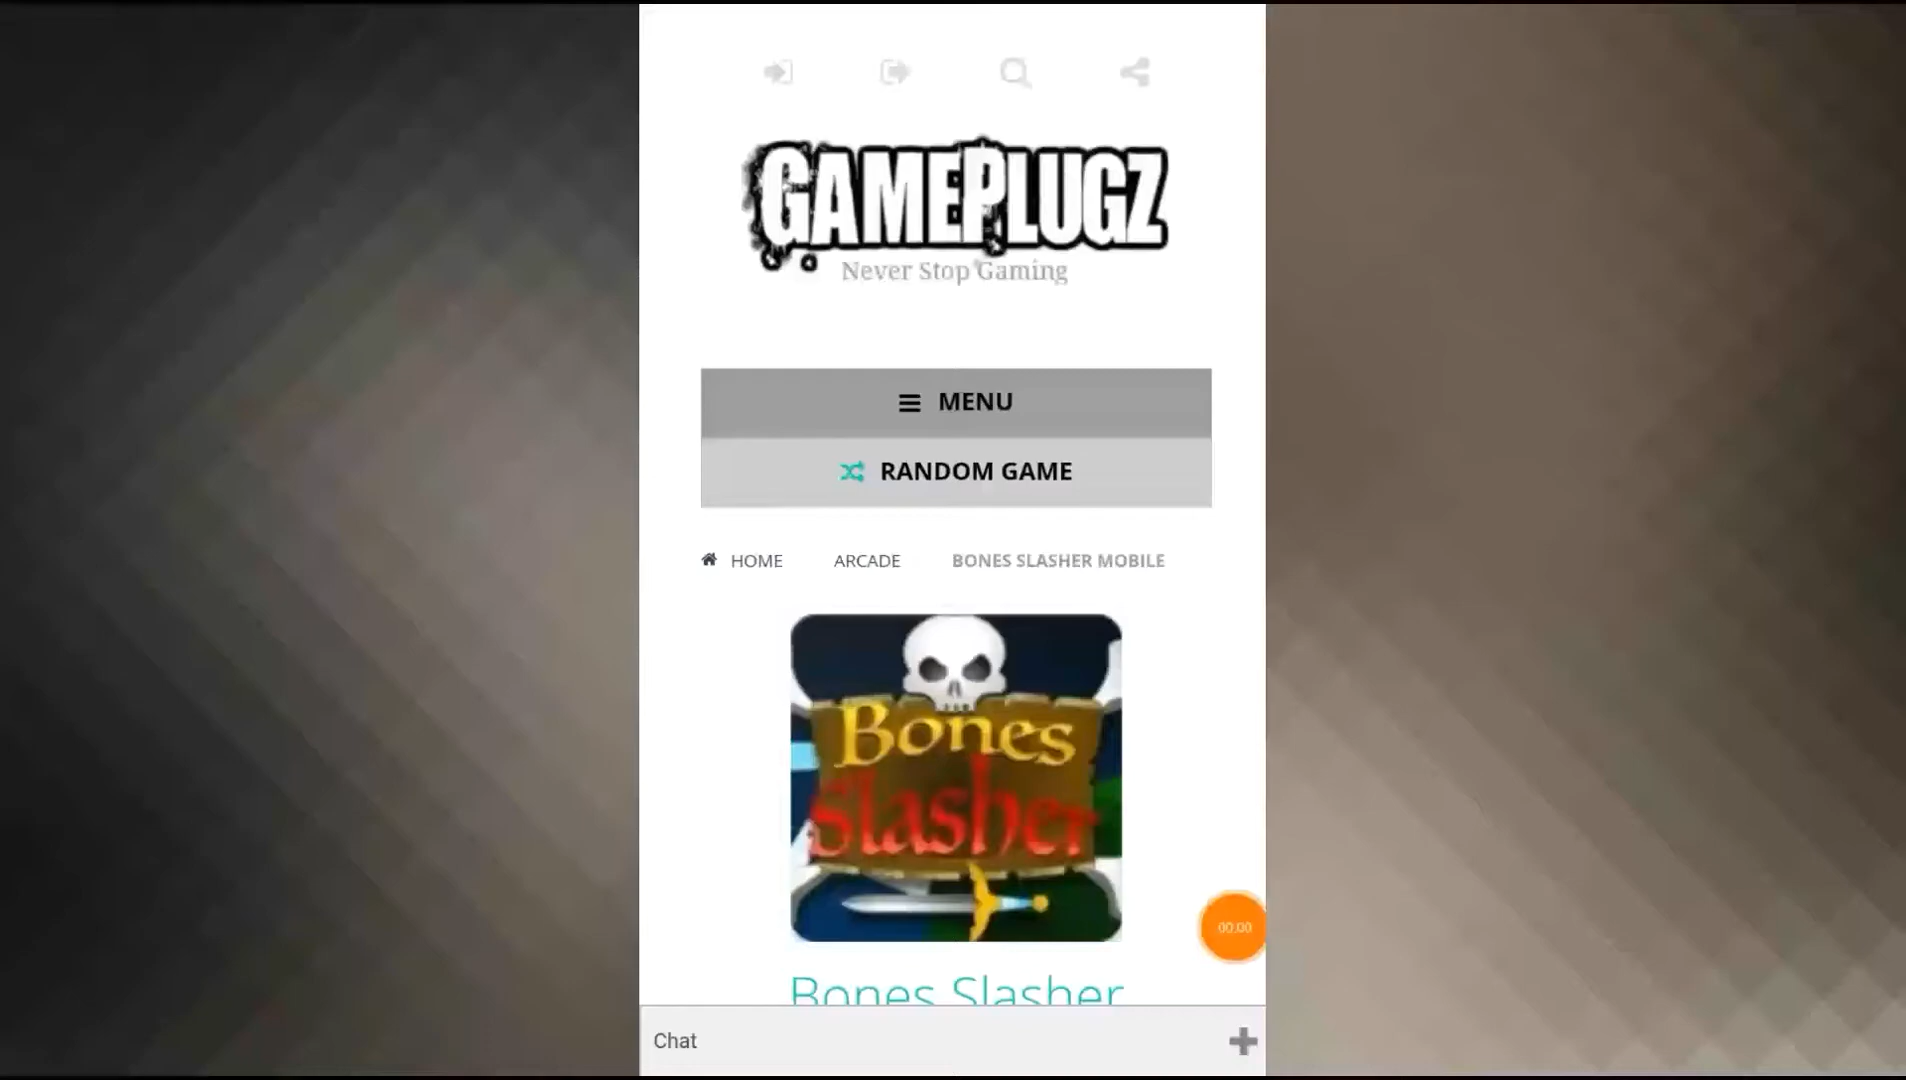 GAMEPLUGZ
Never Stop Gaming
MENU
RANDOM GAME
HOME ARCADE BONES SLASHER MOBILE
Bones
Slasher
00.00
Bones Slasher
Chat